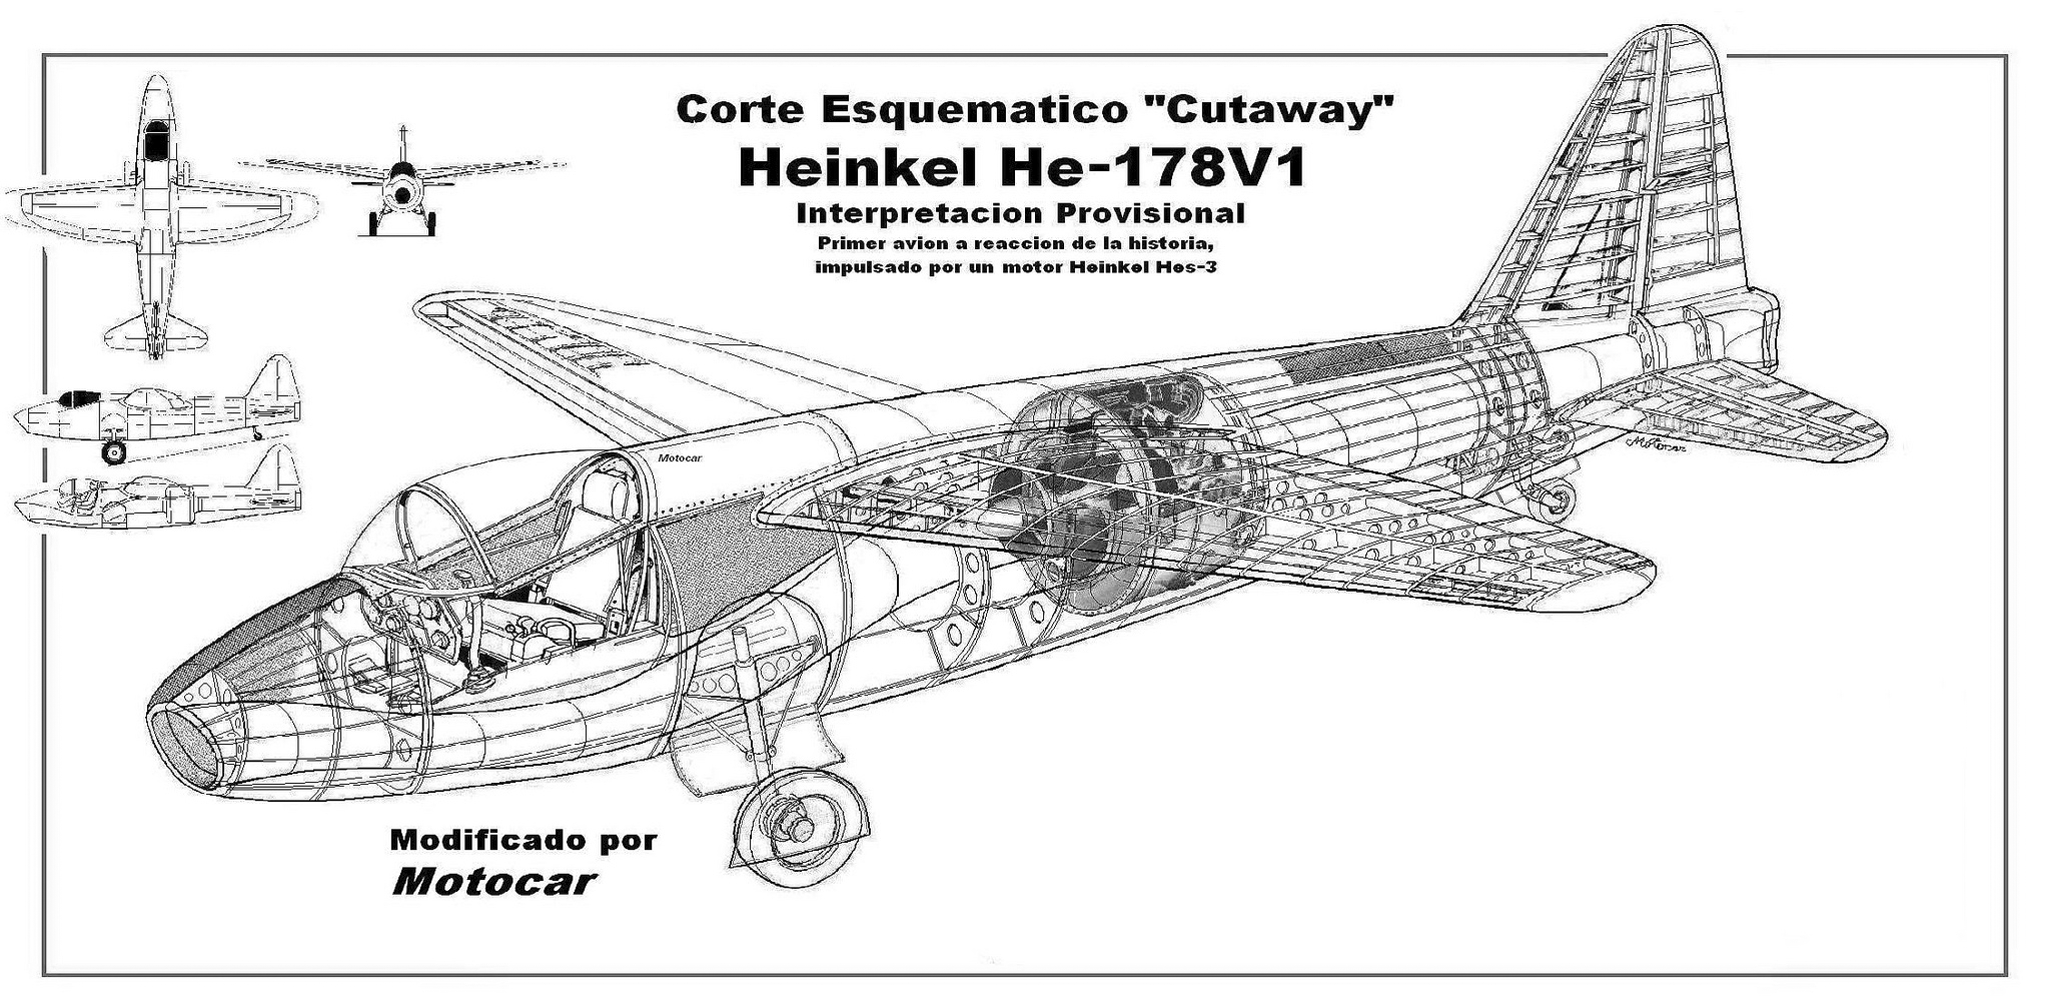 Corte Esquematico "Cutaway"
Heinkel He-178V1
Interpretacion Provisional
Primer avion a reaccion de la historia,
impulsado por un motor Heinkel Hes-3
Motocar
Motocar
Modificado por
Motocar